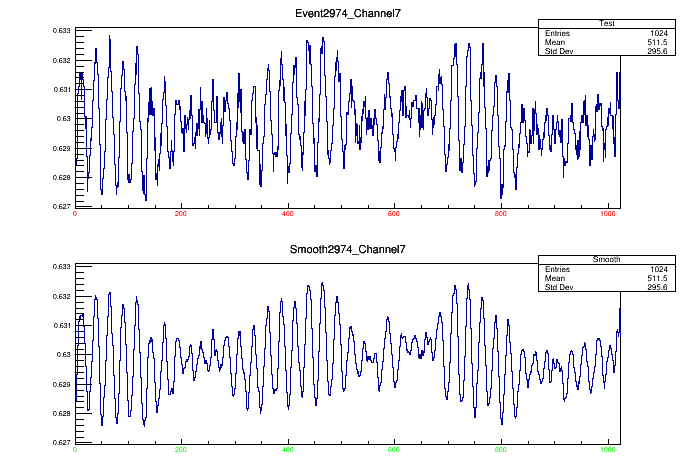 Event2974_Channel7
Test
Entries 1024
Mean 511.5
Std Dev 295.6
0.633
0.632
0.631
0.63
0.629
0.628
0.627
0 200 400 600 800 1000
Smooth2974_Channel7
Smooth
Entries 1024
Mean 511.5
Std Dev 295.6
0.633
0.632
0.631
0.63
0.629
0.628
0.627
0 200 400 600 800 1000